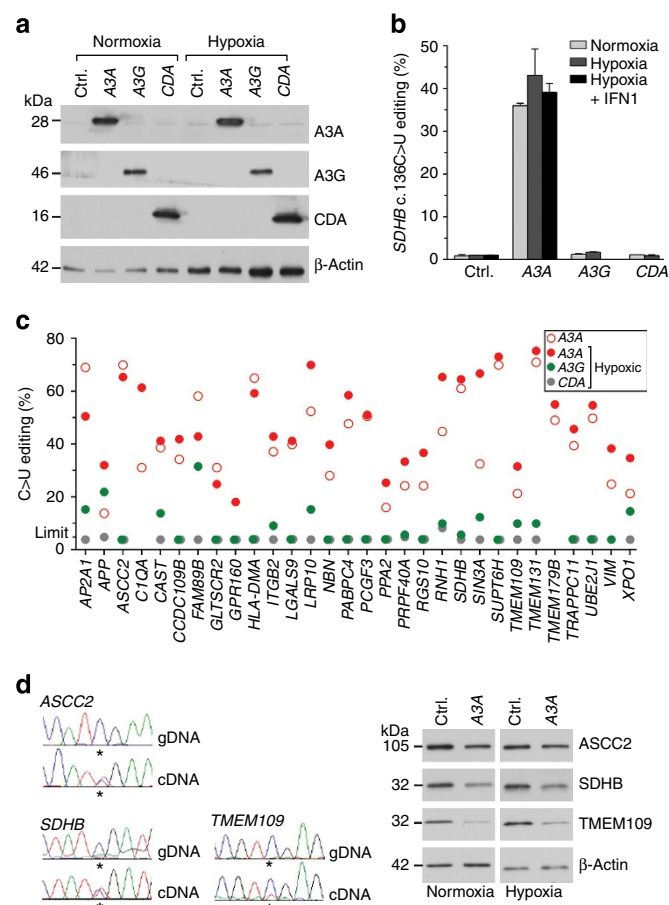 a
Normoxia Hypoxia
Ctrl. A3A A3G CDA Ctrl. A3A A3G CDA
kDa
28 A3A
46 A3G
16 CDA
42 β-Actin
b
SDHB c.136C>U editing (%)
50
40
30
20
10
0
Normoxia
Hypoxia
Hypoxia
+ IFN1
Ctrl. A3A A3G CDA
c
C>U editing (%)
80
60
40
20
Limit
0
A3A
A3A
A3G
CDA
Hypoxic
AP2A1 APP ASCC2 C1QA CAST CCDC109B FAM89B GLTSCR2 GPR160 HLA-DMA ITGB2 LGALS9 LRP10 NBN PABPC4 PCGF3 PPA2 PRPF40A RGS10 RNH1 SDHB SIN3A SUPT6H TMEM109 TMEM131 TMEM179B TRAPPC11 UBE2J1 VIM XPO1
d
ASCC2
gDNA
*
cDNA
*
SDHB
gDNA
*
cDNA
*
TMEM109
gDNA
*
cDNA
Ctrl. A3A Ctrl. A3A
kDa
105 ASCC2
32 SDHB
32 TMEM109
42 β-Actin
Normoxia Hypoxia